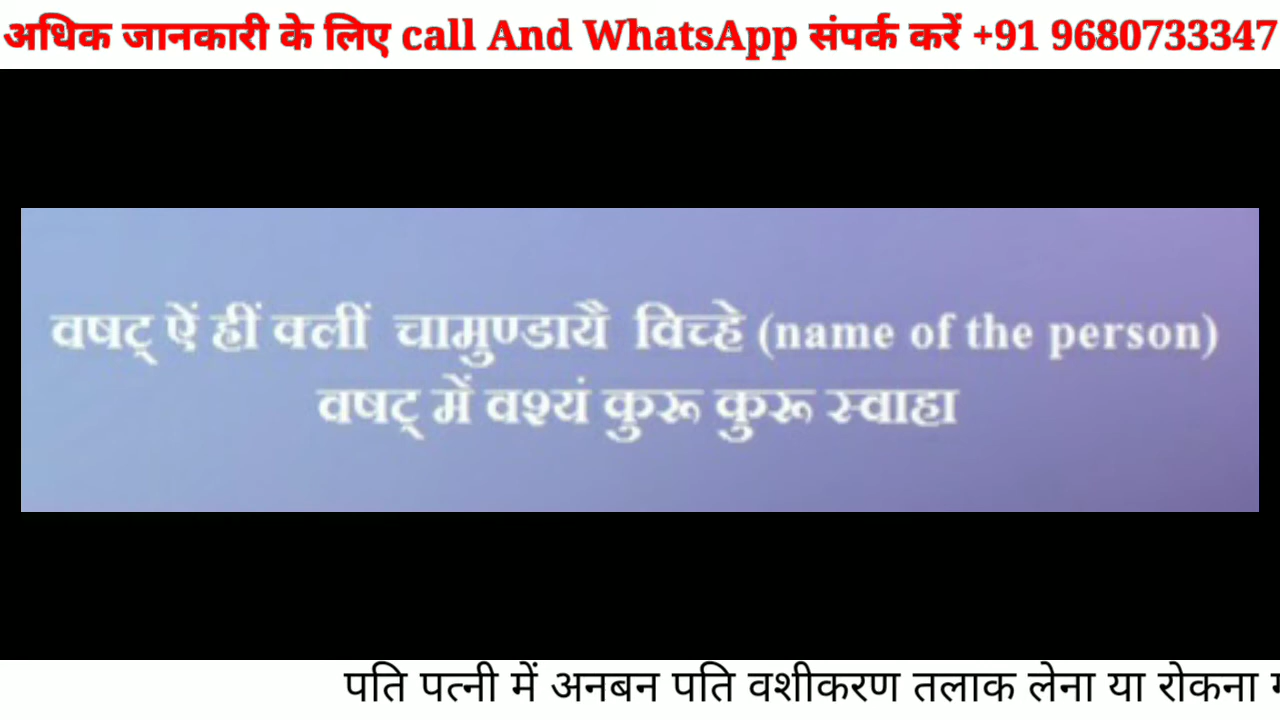 अधिक जानकारी के लिए call And WhatsApp संपर्क करें +91 9680733347
वषट् ऐं हीं क्लीं चामुण्डायै विच्हे (name of the person)
वषट् में वश्यं कुरू कुरू स्वाहा
पति पत्नी में अनबन पति वशीकरण तलाक लेना या रोकना